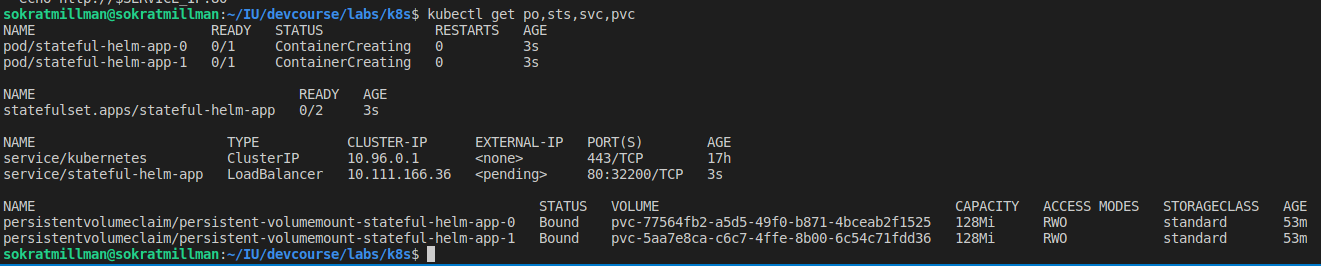 echo http://$SERVICE_IP:80
sokratmillman@sokratmillman:~/IU/devcourse/labs/k8s$ kubectl get po,sts,svc,pvc
NAME                      READY   STATUS              RESTARTS   AGE
pod/stateful-helm-app-0   0/1     ContainerCreating   0          3s
pod/stateful-helm-app-1   0/1     ContainerCreating   0          3s

NAME                                 READY   AGE
statefulset.apps/stateful-helm-app   0/2     3s

NAME                        TYPE           CLUSTER-IP      EXTERNAL-IP   PORT(S)        AGE
service/kubernetes          ClusterIP      10.96.0.1       <none>        443/TCP        17h
service/stateful-helm-app   LoadBalancer   10.111.166.36   <pending>     80:32200/TCP   3s

NAME                                                               STATUS   VOLUME                                     CAPACITY   ACCESS MODES   STORAGECLASS   AGE
persistentvolumeclaim/persistent-volumemount-stateful-helm-app-0   Bound    pvc-77564fb2-a5d5-49f0-b871-4bceab2f1525   128Mi      RWO            standard       53m
persistentvolumeclaim/persistent-volumemount-stateful-helm-app-1   Bound    pvc-5aa7e8ca-c6c7-4ffe-8b00-6c54c71fdd36   128Mi      RWO            standard       53m
sokratmillman@sokratmillman:~/IU/devcourse/labs/k8s$